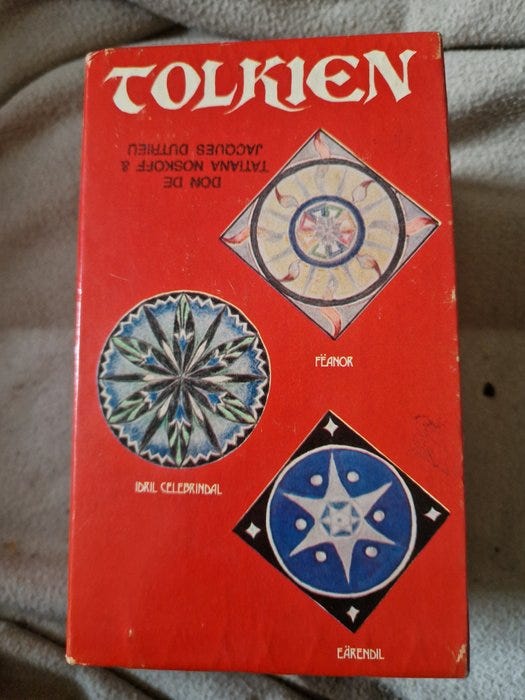 TOLKIEN
DON DE
TATIANA NOSKOFF &
JACQUES DUTRIEU
FËANOR
IDRIL CELEBRINDAL
EÄRENDIL